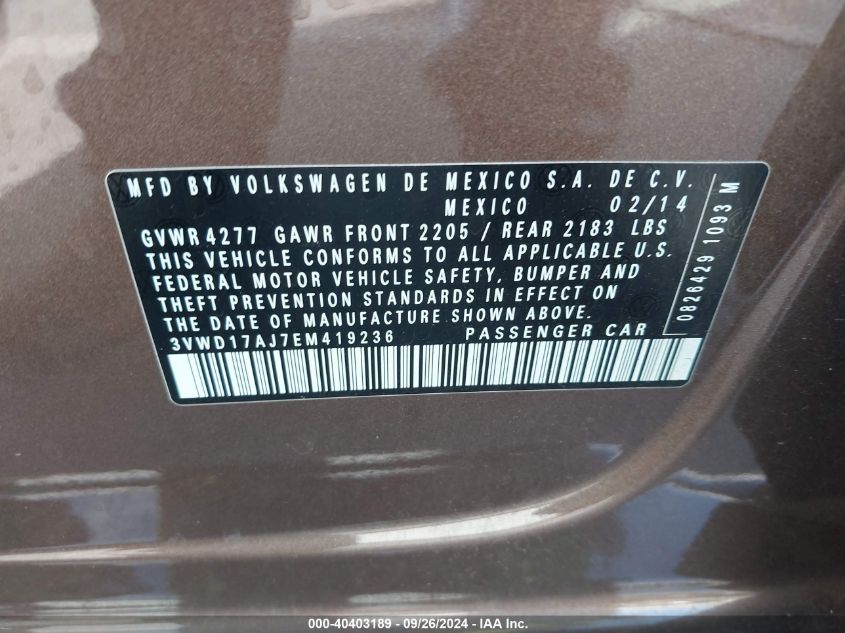 MFD BY VOLKSWAGEN DE MEXICO S.A. DE C.V.
MEXICO 02/14
GVWR 4277 GAWR FRONT 2205 / REAR 2183 LBS
THIS VEHICLE CONFORMS TO ALL APPLICABLE U.S.
FEDERAL MOTOR VEHICLE SAFETY, BUMPER AND
THEFT PREVENTION STANDARDS IN EFFECT ON
THE DATE OF MANUFACTURE SHOWN ABOVE.
3VWD17AJ7EM419236 PASSENGER CAR
0826429 1093 M
000-40403189 - 09/26/2024 - IAA Inc.